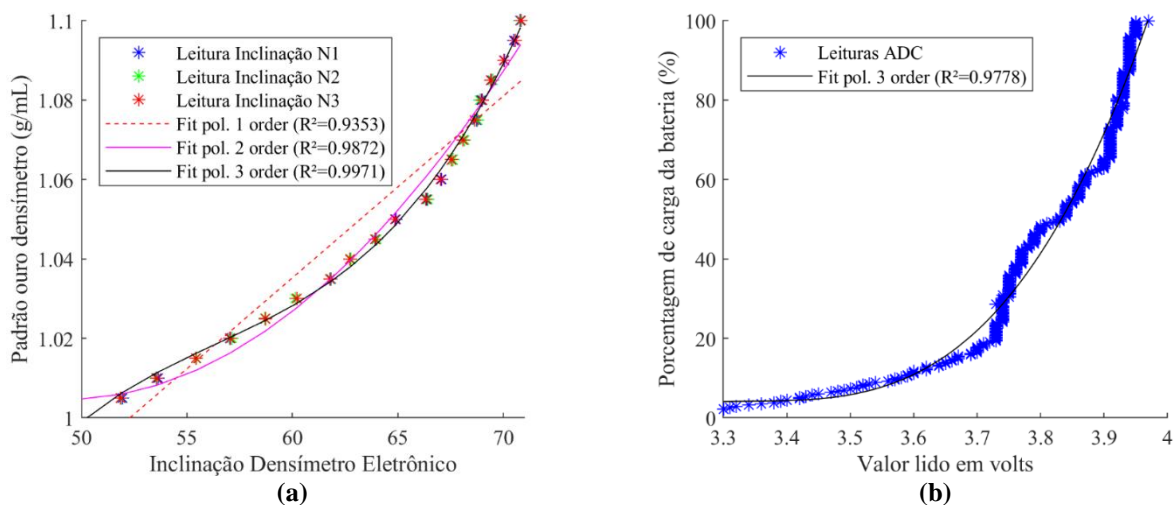 1.1
1.08
1.06
1.04
1.02
1
Padrão ouro densímetro (g/mL)
Leitura Inclinação N1
Leitura Inclinação N2
Leitura Inclinação N3
Fit pol. 1 order (R²=0.9353)
Fit pol. 2 order (R²=0.9872)
Fit pol. 3 order (R²=0.9971)
50 55 60 65 70
Inclinação Densímetro Eletrônico
(a)
100
80
60
40
20
0
Porcentagem de carga da bateria (%)
Leituras ADC
Fit pol. 3 order (R²=0.9778)
3.3 3.4 3.5 3.6 3.7 3.8 3.9 4
Valor lido em volts
(b)